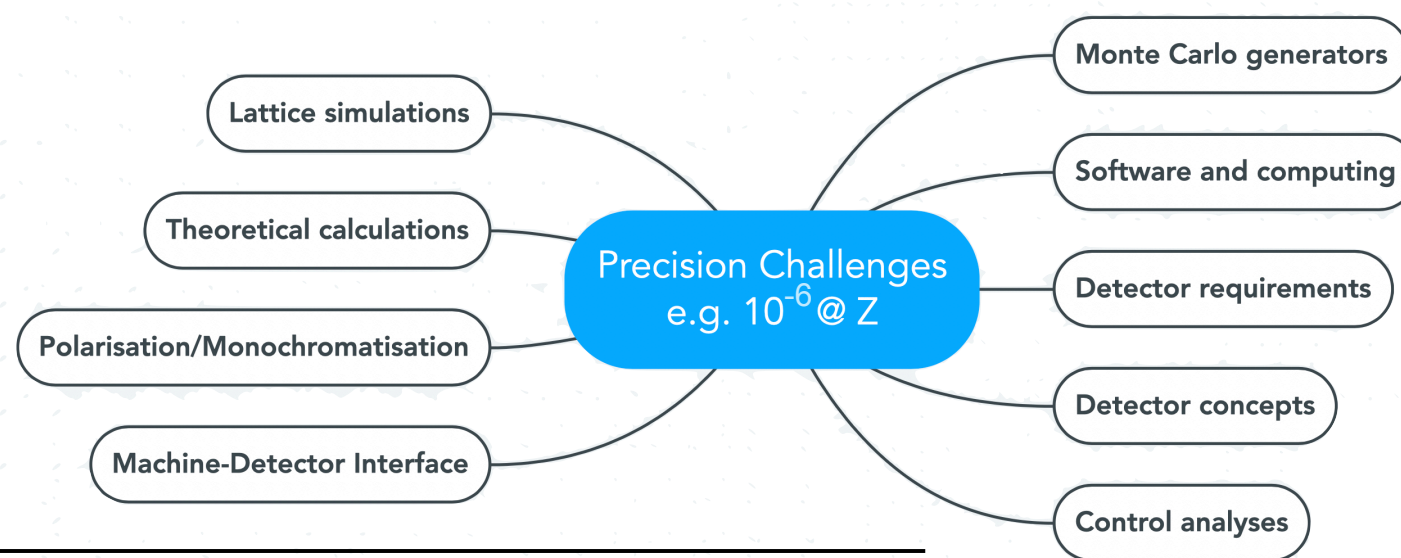 Lattice simulations
Theoretical calculations
Polarisation/Monochromatisation
Machine-Detector Interface
Precision Challenges
e.g. 10⁻⁶ @ Z
Monte Carlo generators
Software and computing
Detector requirements
Detector concepts
Control analyses